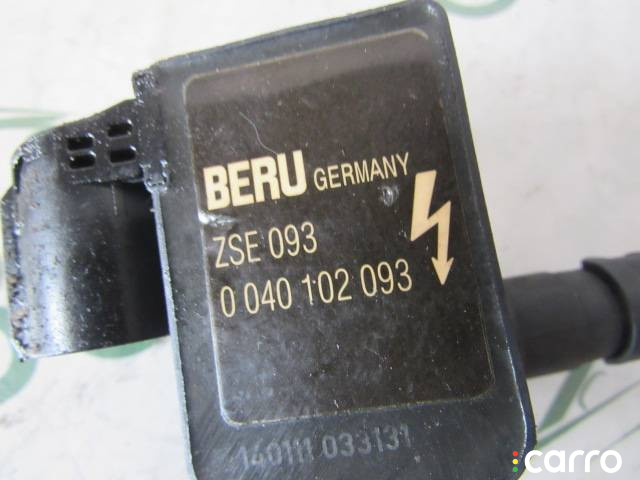 BERU GERMANY
ZSE 093
0 040 102 093
140111 033131
carro